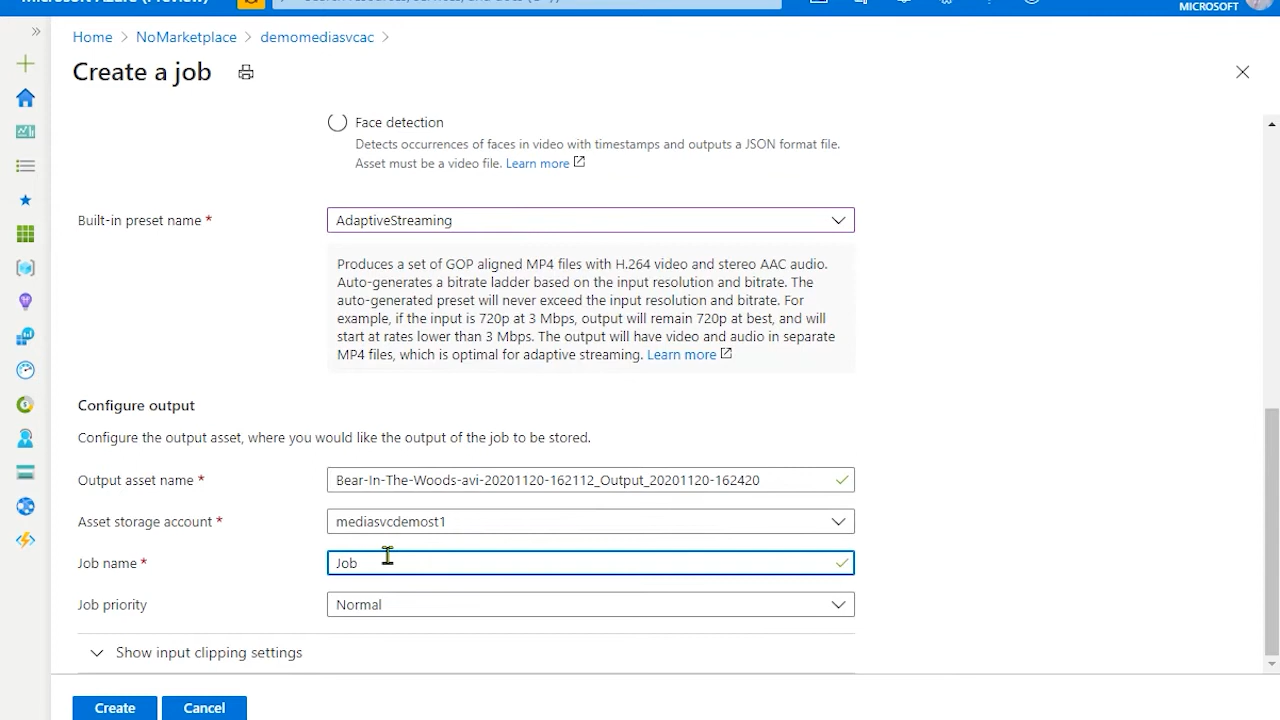 Microsoft Azure (Preview)
Search resources, services, and docs (G+/)
MICROSOFT
Home > NoMarketplace > demomediasvcac >
Create a job
Face detection
Detects occurrences of faces in video with timestamps and outputs a JSON format file.
Asset must be a video file. Learn more
Built-in preset name *
AdaptiveStreaming
Produces a set of GOP aligned MP4 files with H.264 video and stereo AAC audio.
Auto-generates a bitrate ladder based on the input resolution and bitrate. The
auto-generated preset will never exceed the input resolution and bitrate. For
example, if the input is 720p at 3 Mbps, output will remain 720p at best, and will
start at rates lower than 3 Mbps. The output will have video and audio in separate
MP4 files, which is optimal for adaptive streaming. Learn more
Configure output
Configure the output asset, where you would like the output of the job to be stored.
Output asset name *
Bear-In-The-Woods-avi-20201120-162112_Output_20201120-162420
Asset storage account *
mediasvcdemost1
Job name *
Job
Job priority
Normal
Show input clipping settings
Create
Cancel